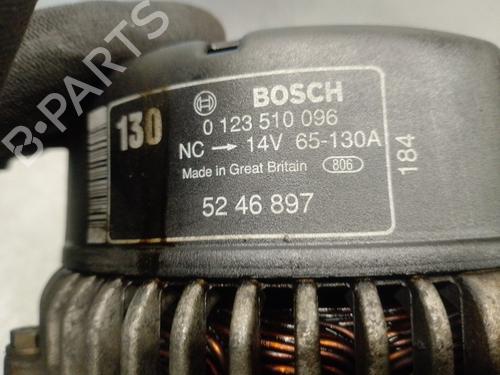 B-PARTS
130
BOSCH
0 123 510 096
NC → 14V 65-130A
Made in Great Britain 806
52 46 897
184